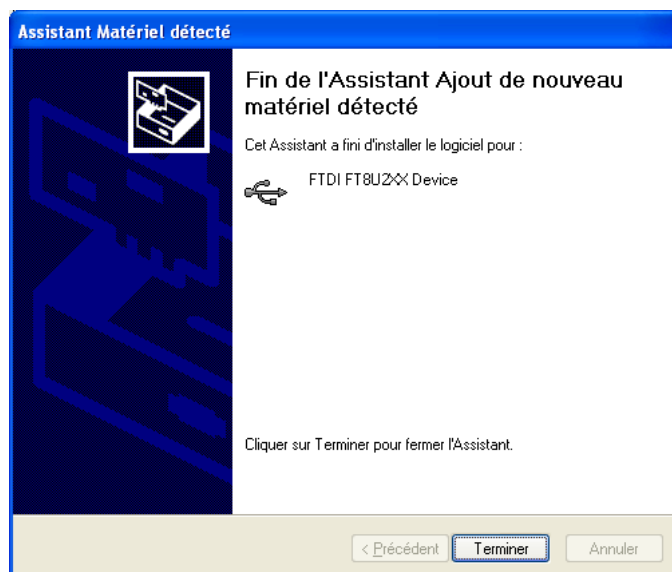 Assistant Matériel détecté
Fin de l'Assistant Ajout de nouveau
matériel détecté
Cet Assistant a fini d'installer le logiciel pour :
FTDI FT8U2XX Device
Cliquer sur Terminer pour fermer l'Assistant.
< Précédent
Terminer
Annuler